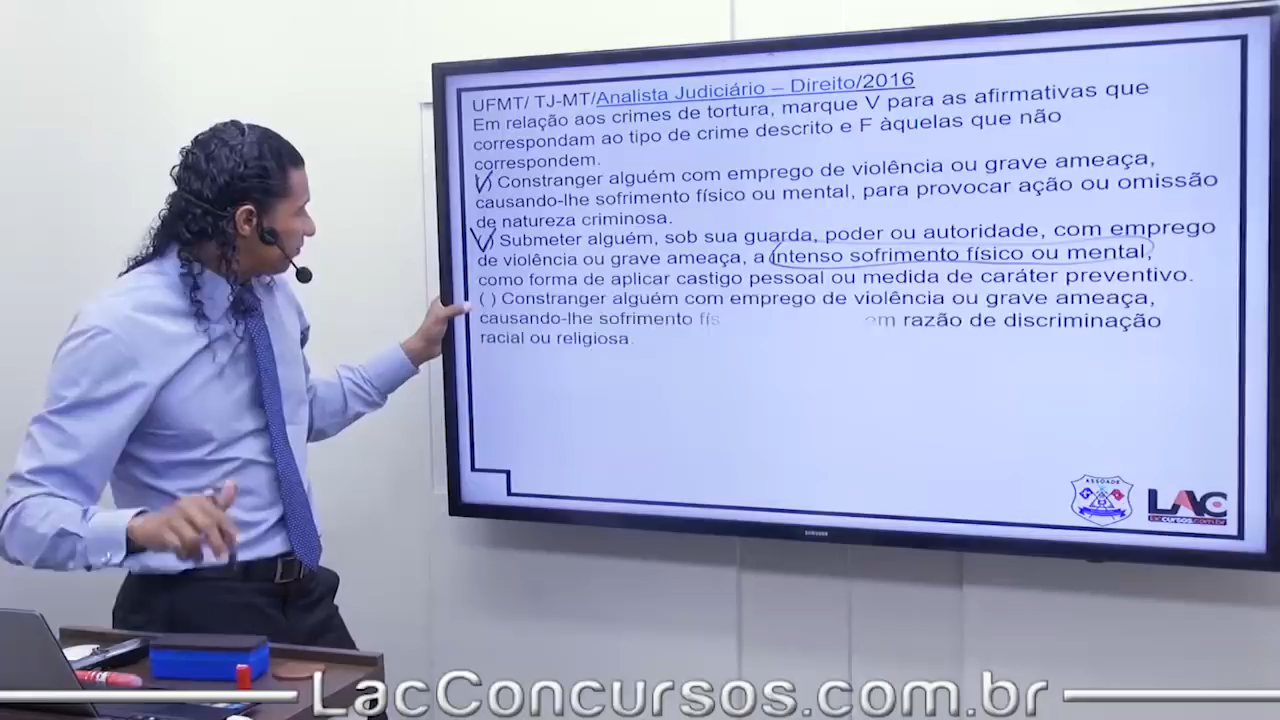 UFMT/ TJ-MT/Analista Judiciário – Direito/2016
Em relação aos crimes de tortura, marque V para as afirmativas que
correspondam ao tipo de crime descrito e F àquelas que não
correspondem.
(V) Constranger alguém com emprego de violência ou grave ameaça,
causando-lhe sofrimento físico ou mental, para provocar ação ou omissão
de natureza criminosa.
(V) Submeter alguém, sob sua guarda, poder ou autoridade, com emprego
de violência ou grave ameaça, a intenso sofrimento físico ou mental,
como forma de aplicar castigo pessoal ou medida de caráter preventivo.
( ) Constranger alguém com emprego de violência ou grave ameaça,
causando-lhe sofrimento fís em razão de discriminação
racial ou religiosa.
ASSOADE
LAC
laccursos.com.br
SAMSUNG
LacConcursos.com.br